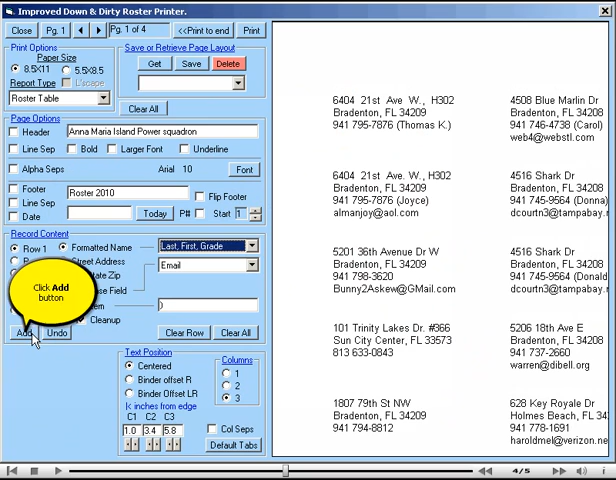 Improved Down & Dirty Roster Printer.
Close
Pg. 1
Pg. 1 of 4
<<Print to end
Print
Print Options
Paper Size
8.5X11
5.5X8.5
Report Type
L'scape
Roster Table
Save or Retrieve Page Layout
Get
Save
Delete
Clear All
Page Options
Header
Anna Maria Island Power squadron
Line Sep
Bold
Larger Font
Underline
Alpha Seps
Arial 10
Font
Footer
Roster 2010
Flip Footer
Line Sep
Date
Today
P#
Start
1
Record Content
Row 1
Formatted Name
Last, First, Grade
Street Address
Email
Click Add
button
)
Cleanup
Add
Undo
Clear Row
Clear All
Text Position
Centered
Binder offset R
Binder Offset LR
|< inches from edge
C1 C2 C3
1.0 3.4 5.8
Columns
1
2
3
Col Seps
Default Tabs
6404 21st Ave W., H302
Bradenton, FL 34209
941 795-7876 (Thomas K.)
4508 Blue Marlin Dr
Bradenton, FL 34208
941 746-4738 (Carol)
web4@webstl.com
6404 21st Ave. W., H302
Bradenton, FL 34209
941 795-7876 (Joyce)
almanjoy@aol.com
4516 Shark Dr
Bradenton, FL 34208
941 745-9564 (Donna)
dcourtn3@tampabay.r
5201 36th Avenue Dr W
Bradenton, FL 34209
941 798-3620
Bunny2Askew@GMail.com
4516 Shark Dr
Bradenton, FL 34208
941 745-9564 (Donald
dcourtn3@tampabay.r
101 Trinity Lakes Dr. #366
Sun City Center, FL 33573
813 633-0843
5206 18th Ave E
Bradenton, FL 34208
941 737-2660
warren@dibell.org
1807 79th St NW
Bradenton, FL 34209
941 794-8812
628 Key Royale Dr
Holmes Beach, FL 34
941 778-1691
haroldmel@verizon.ne
4/5